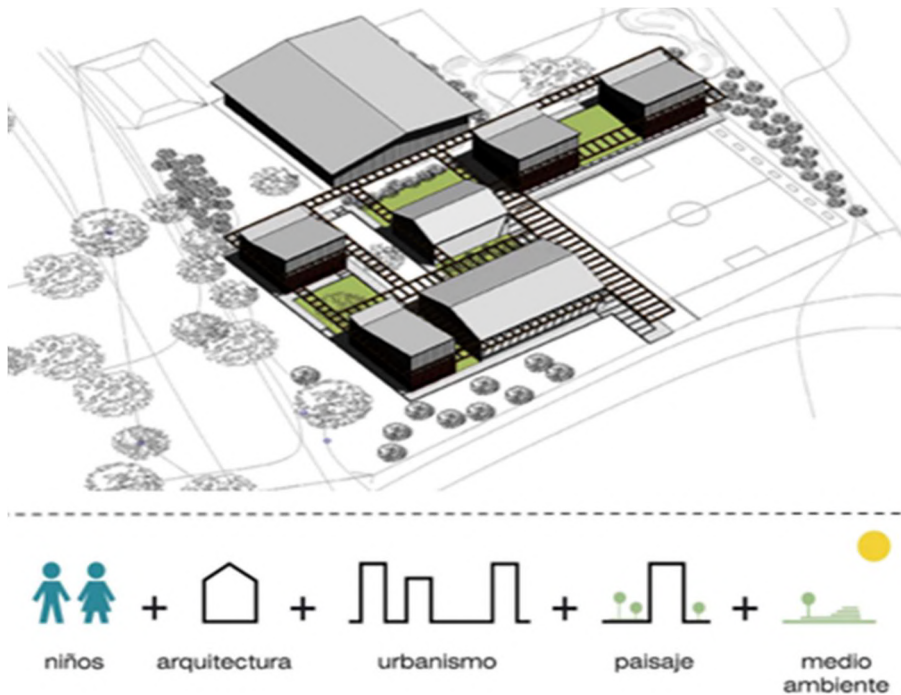 niños + arquitectura + urbanismo + paisaje + medio
ambiente